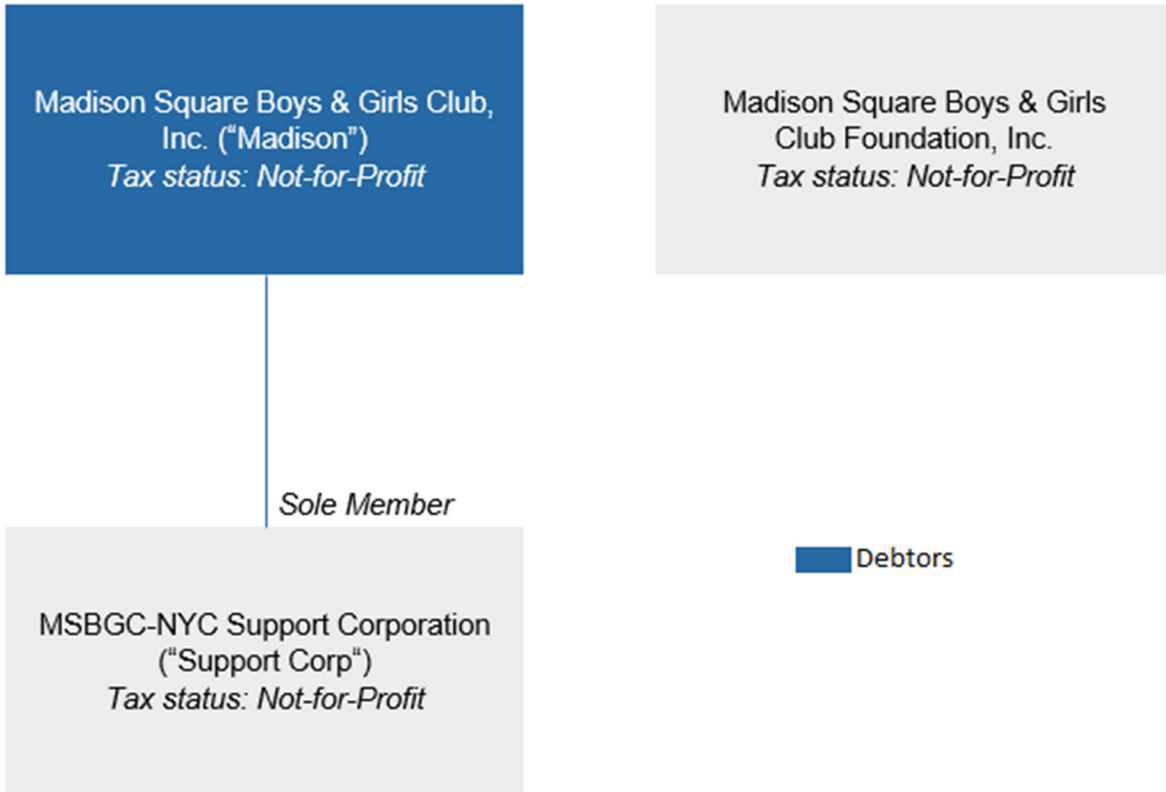 Madison Square Boys & Girls Club,
Inc. (“Madison”)
Tax status: Not-for-Profit
Madison Square Boys & Girls
Club Foundation, Inc.
Tax status: Not-for-Profit
Sole Member
Debtors
MSBGC-NYC Support Corporation
(“Support Corp“)
Tax status: Not-for-Profit